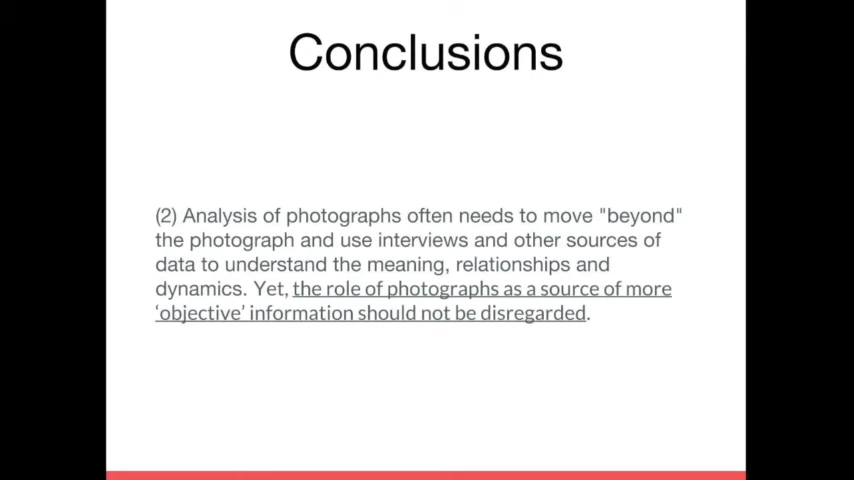 Conclusions
(2) Analysis of photographs often needs to move "beyond"
the photograph and use interviews and other sources of
data to understand the meaning, relationships and
dynamics. Yet, the role of photographs as a source of more
‘objective’ information should not be disregarded.